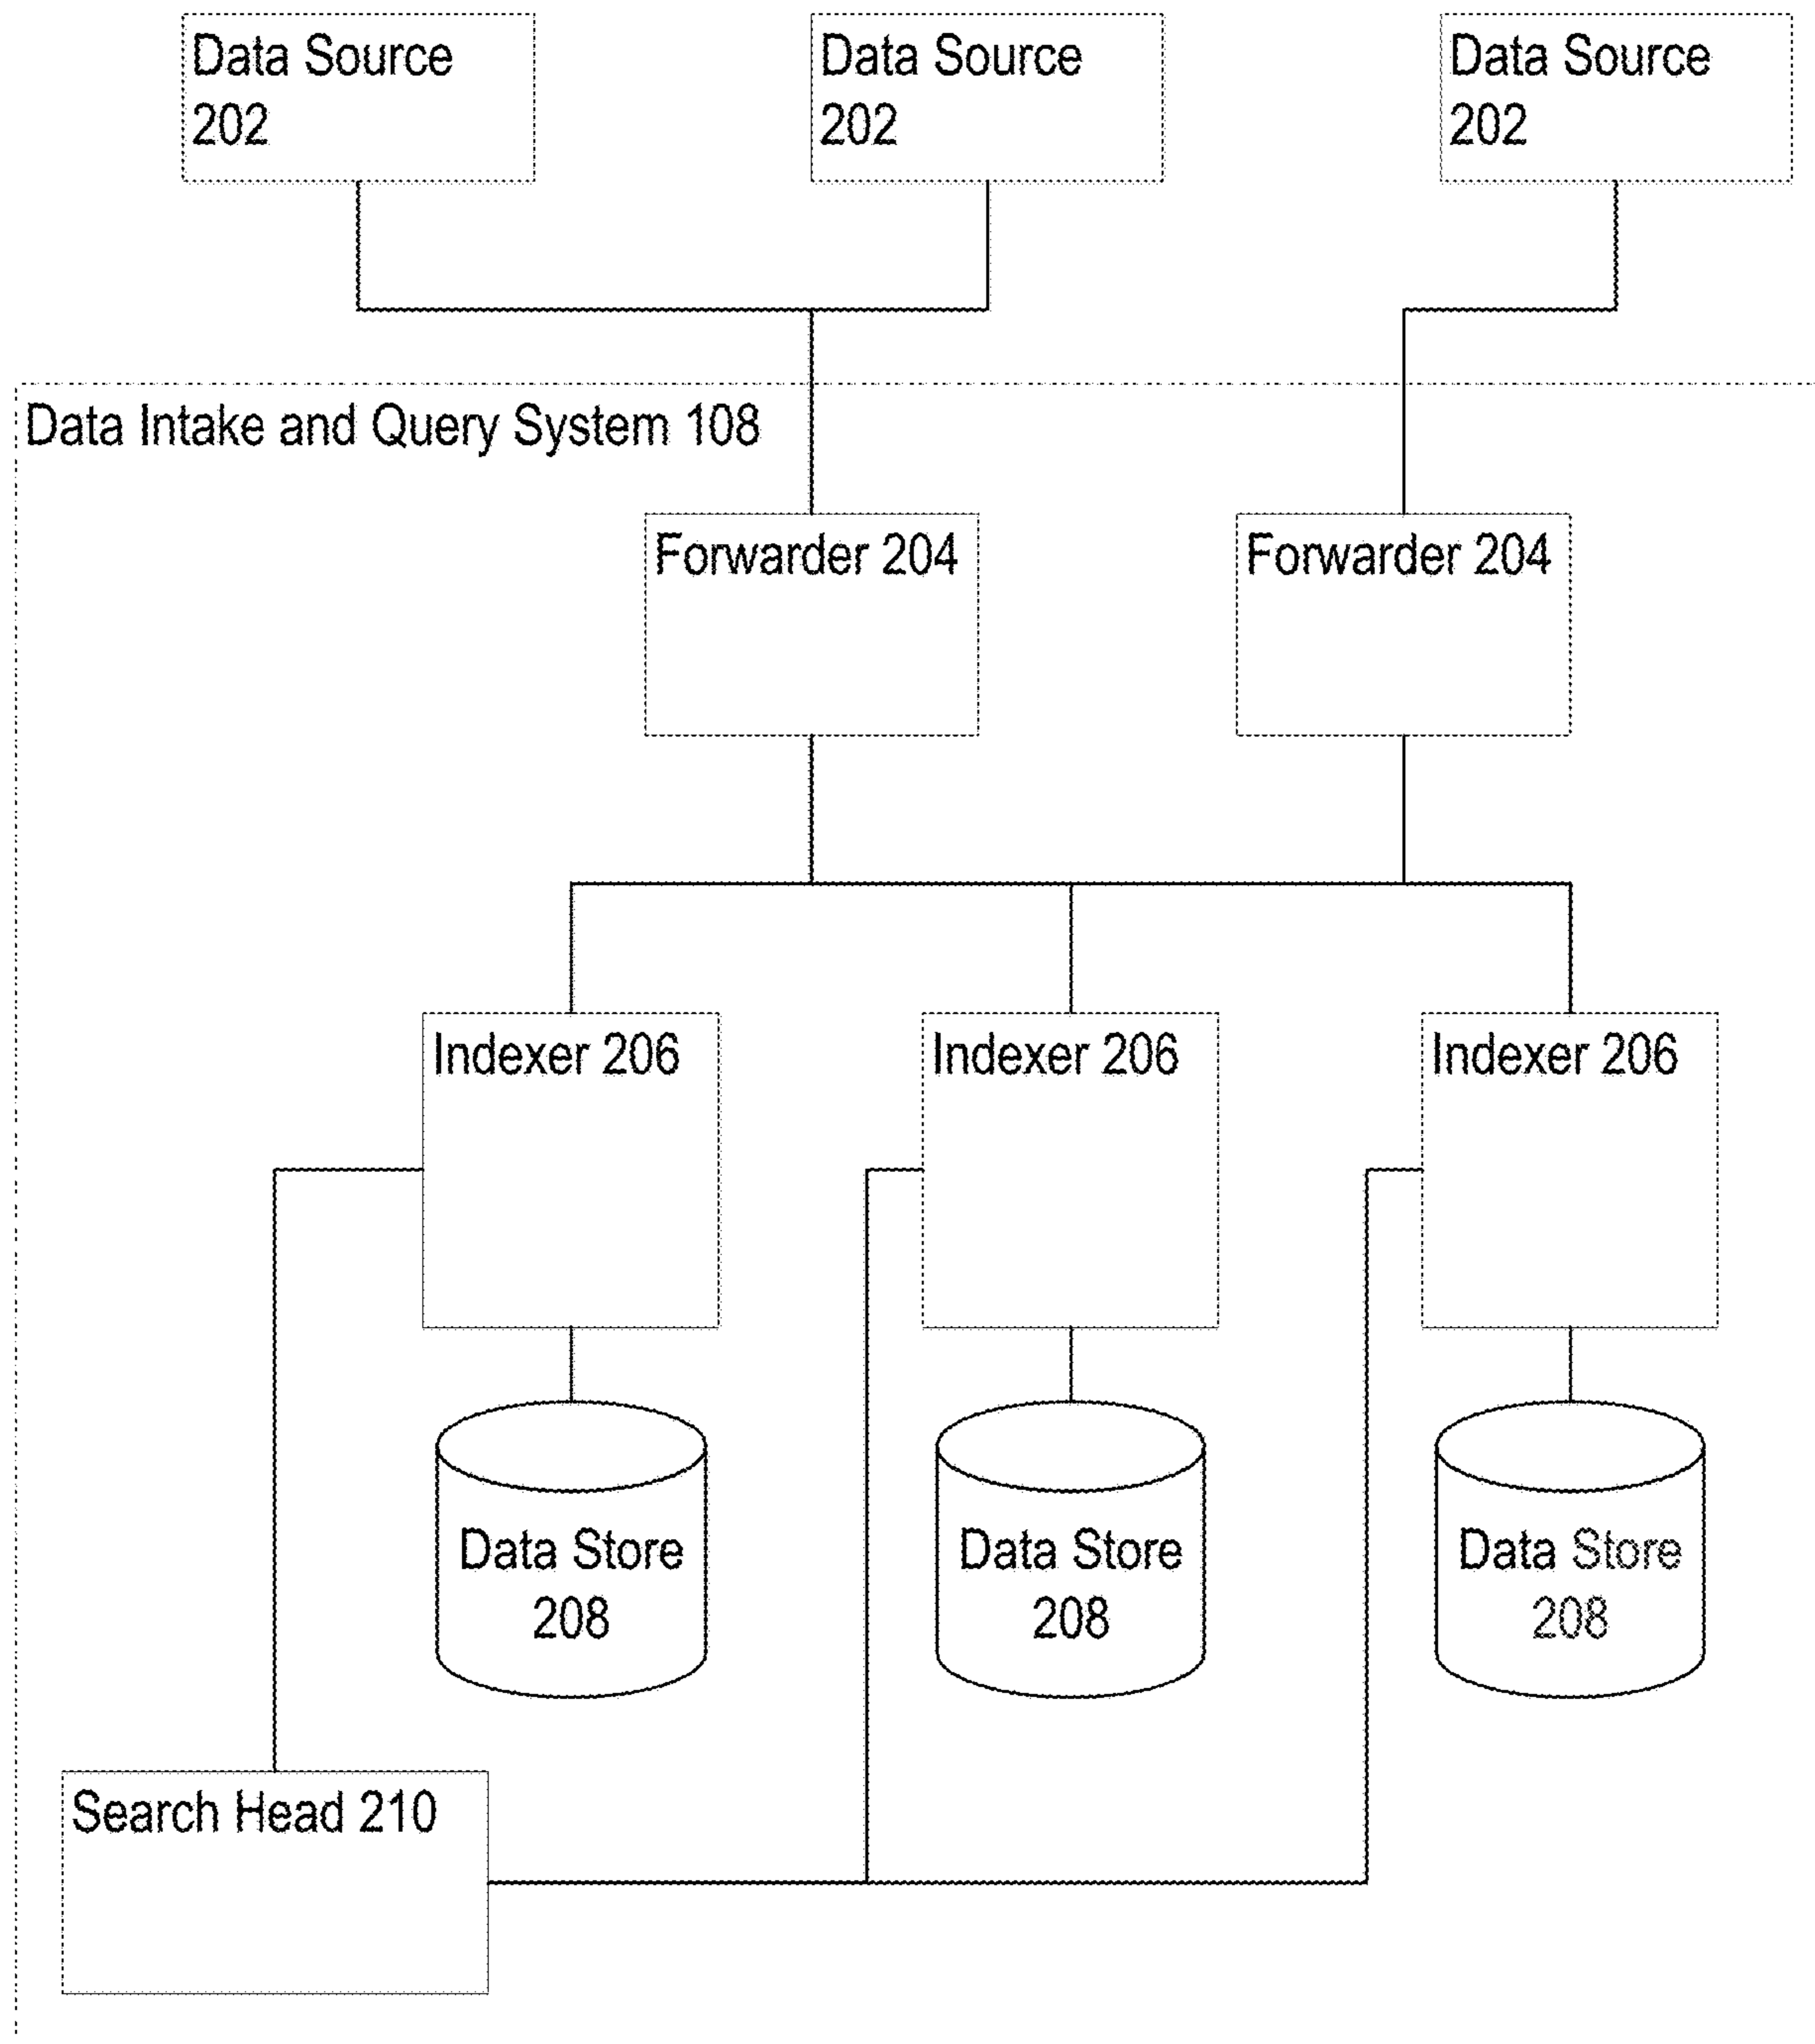 Data Source
202
Data Source
202
Data Source
202
Data Intake and Query System 108
Forwarder 204
Forwarder 204
Indexer 206
Indexer 206
Indexer 206
Data Store
208
Data Store
208
Data Store
208
Search Head 210